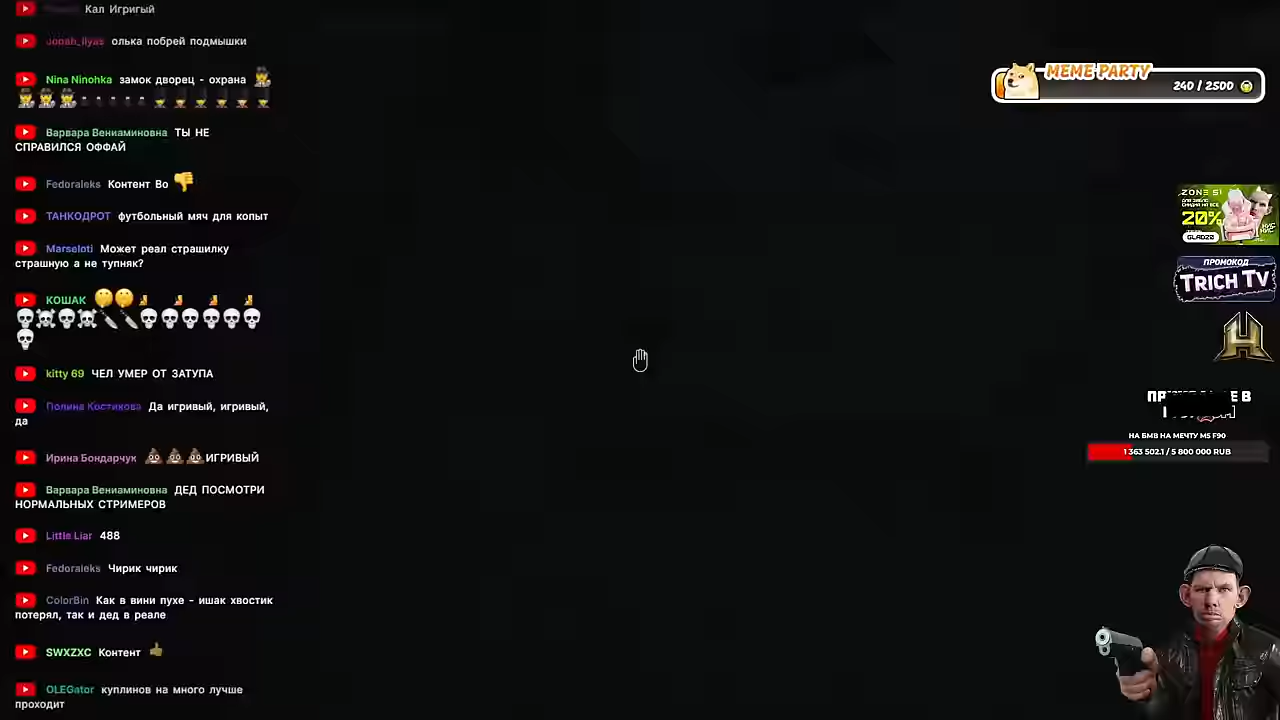 Кал Игригый
Jonah_Ilyas олька побрей подмышки
Nina Ninohka замок дворец - охрана
Варвара Вениаминовна ТЫ НЕ
СПРАВИЛСЯ ОФФАЙ
Fedoraleks Контент Во
ТАНКОДРОТ футбольный мяч для копыт
Marseloti Может реал страшилку
страшную а не тупняк?
КОШАК
kitty 69 ЧЕЛ УМЕР ОТ ЗАТУПА
Полина Костикова Да игривый, игривый,
да
Ирина Бондарчук ИГРИВЫЙ
Варвара Вениаминовна ДЕД ПОСМОТРИ
НОРМАЛЬНЫХ СТРИМЕРОВ
Little Liar 488
Fedoraleks Чирик чирик
ColorBin Как в вини пухе - ишак хвостик
потерял, так и дед в реале
SWXZXC Контент
OLEGator куплинов на много лучше
проходит
MEME PARTY
240 / 2500
ZONE 51
20%
GLAD20
ПРОМОКОД
TRICH TV
НА БМВ НА МЕЧТУ M5 F90
1 363 502.1 / 5 800 000 RUB